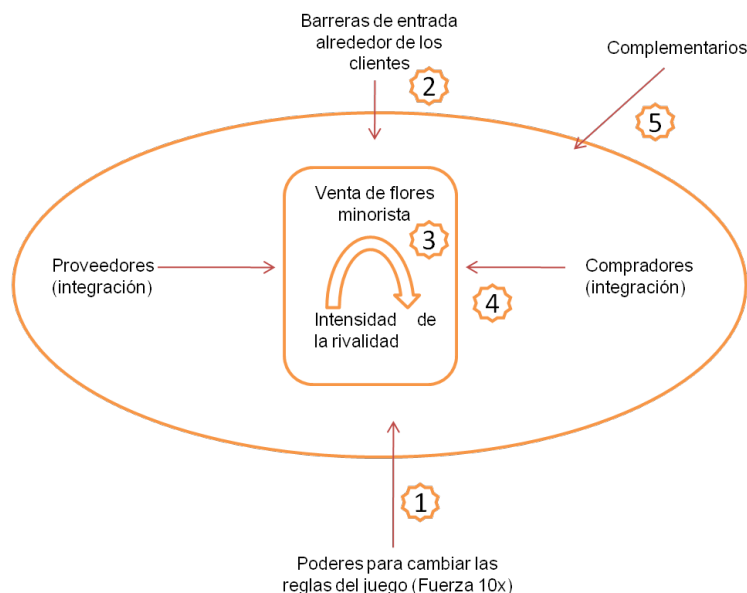 Barreras de entrada
alrededor de los
clientes
2
Complementarios
5
Venta de flores
minorista
3
Proveedores
(integración)
Compradores
(integración)
4
Intensidad de
la rivalidad
1
Poderes para cambiar las
reglas del juego (Fuerza 10x)